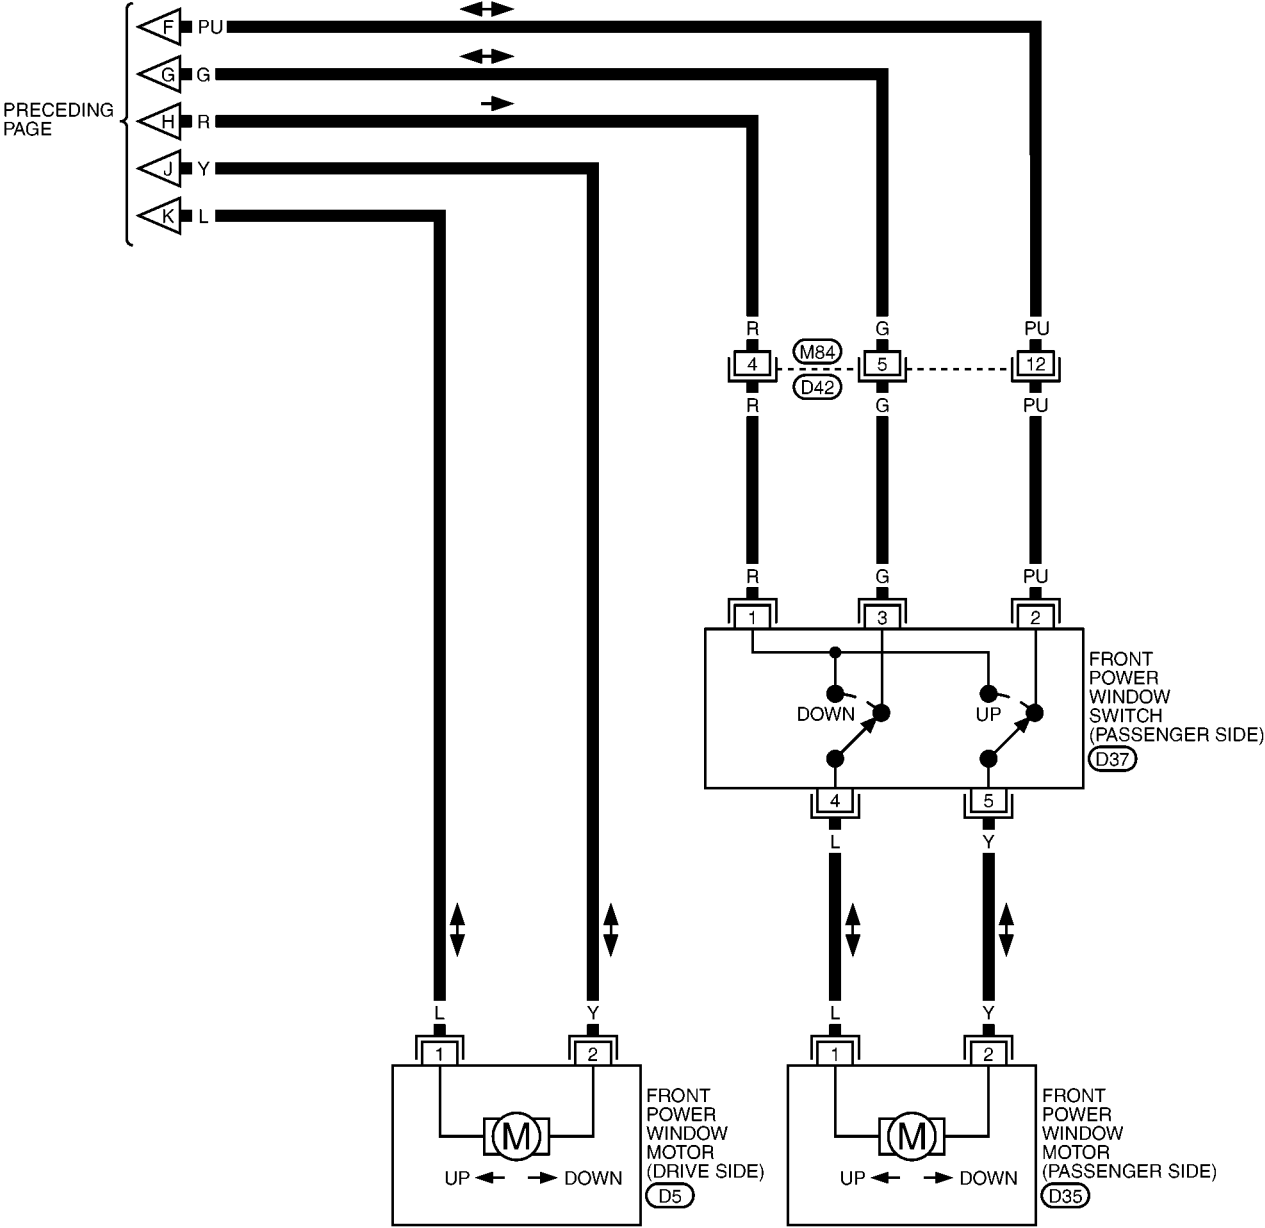 PRECEDING
PAGE
F PU
G G
H R
J Y
K L
R G PU
4 M84 5 12
D42
R G PU
R G PU
1 3 2
DOWN UP
FRONT
POWER
WINDOW
SWITCH
(PASSENGER SIDE)
D37
4 5
L Y
L Y L Y
1 2 1 2
M
UP DOWN
FRONT
POWER
WINDOW
MOTOR
(DRIVE SIDE)
D5
M
UP DOWN
FRONT
POWER
WINDOW
MOTOR
(PASSENGER SIDE)
D35